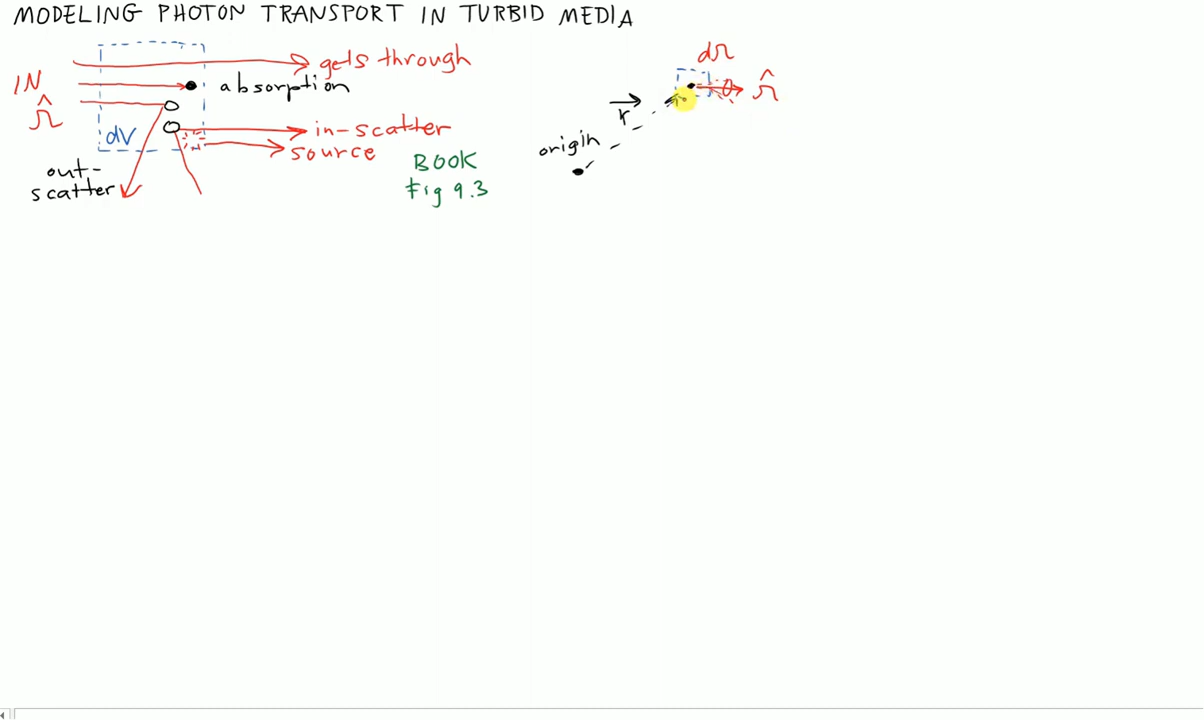 MODELING PHOTON TRANSPORT IN TURBID MEDIA
gets through
IN
absorption
Ω̂
dV
in-scatter
source
out-
scatter
BOOK
Fig 9.3
dΩ
Ω̂
r⃗
origin